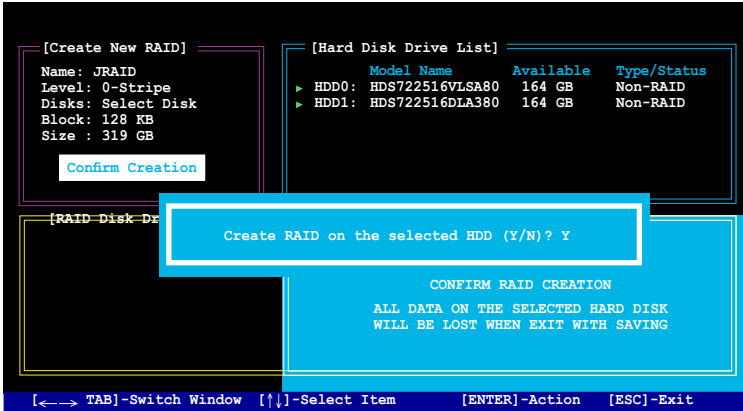 [Create New RAID]
Name: JRAID
Level: 0-Stripe
Disks: Select Disk
Block: 128 KB
Size : 319 GB
Confirm Creation
[Hard Disk Drive List]
Model Name Available Type/Status
HDD0: HDS722516VLSA80 164 GB Non-RAID
HDD1: HDS722516DLA380 164 GB Non-RAID
[RAID Disk Dr
Create RAID on the selected HDD (Y/N)? Y
CONFIRM RAID CREATION
ALL DATA ON THE SELECTED HARD DISK
WILL BE LOST WHEN EXIT WITH SAVING
[←→ TAB]-Switch Window [↑↓]-Select Item [ENTER]-Action [ESC]-Exit